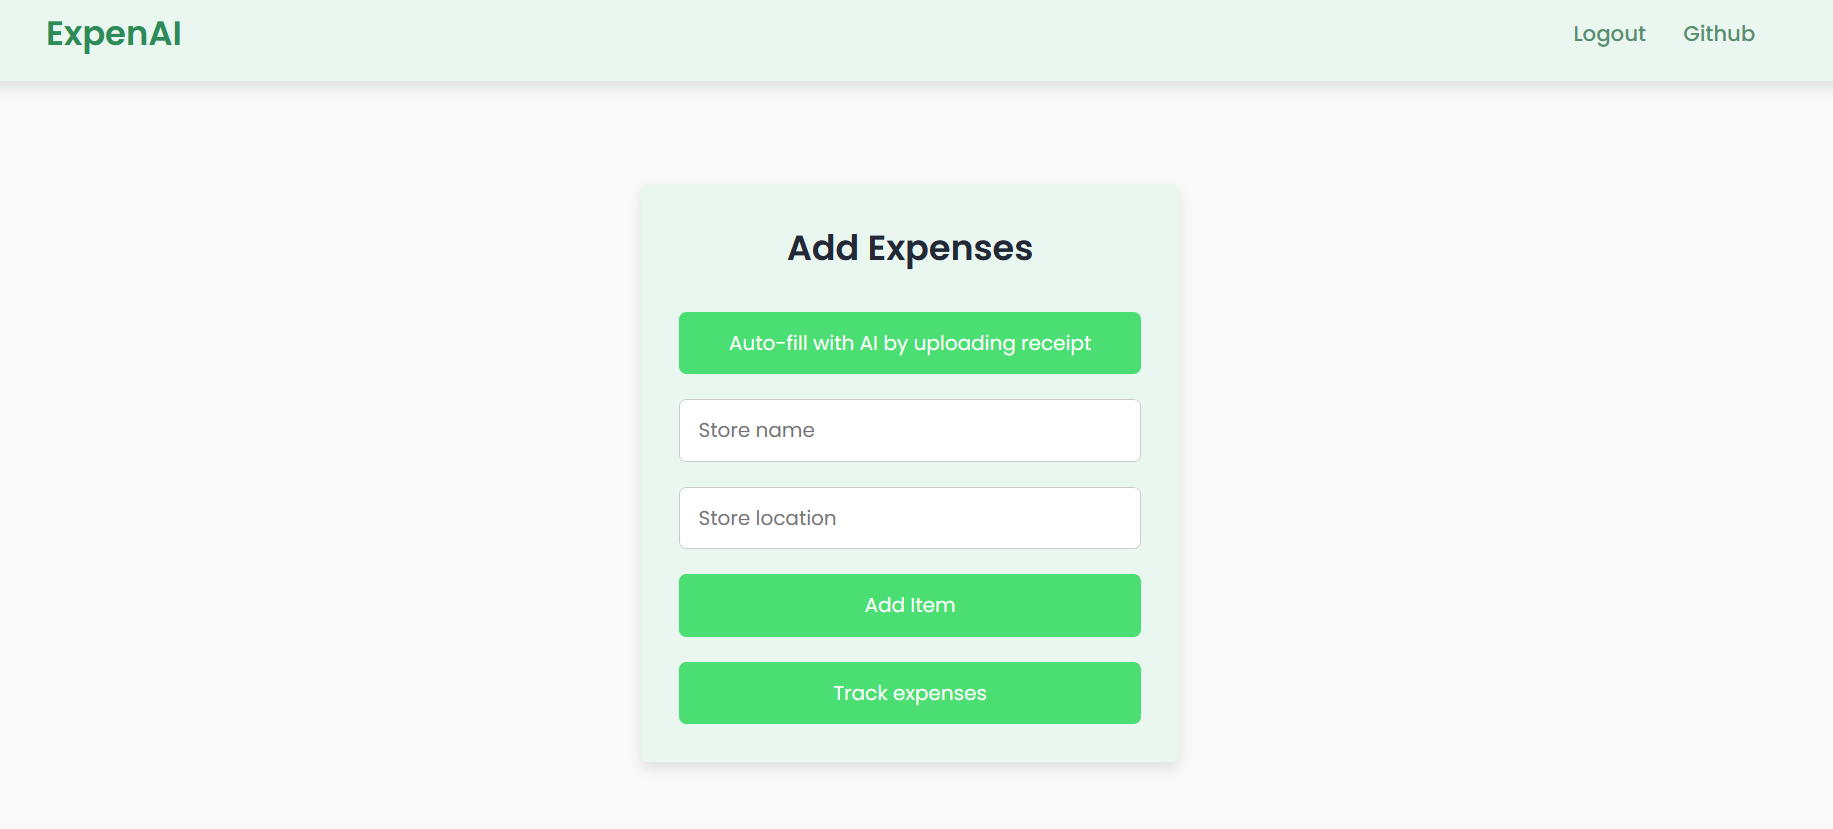 ExpenAI
Logout
Github
Add Expenses
Auto-fill with AI by uploading receipt
Store name
Store location
Add Item
Track expenses